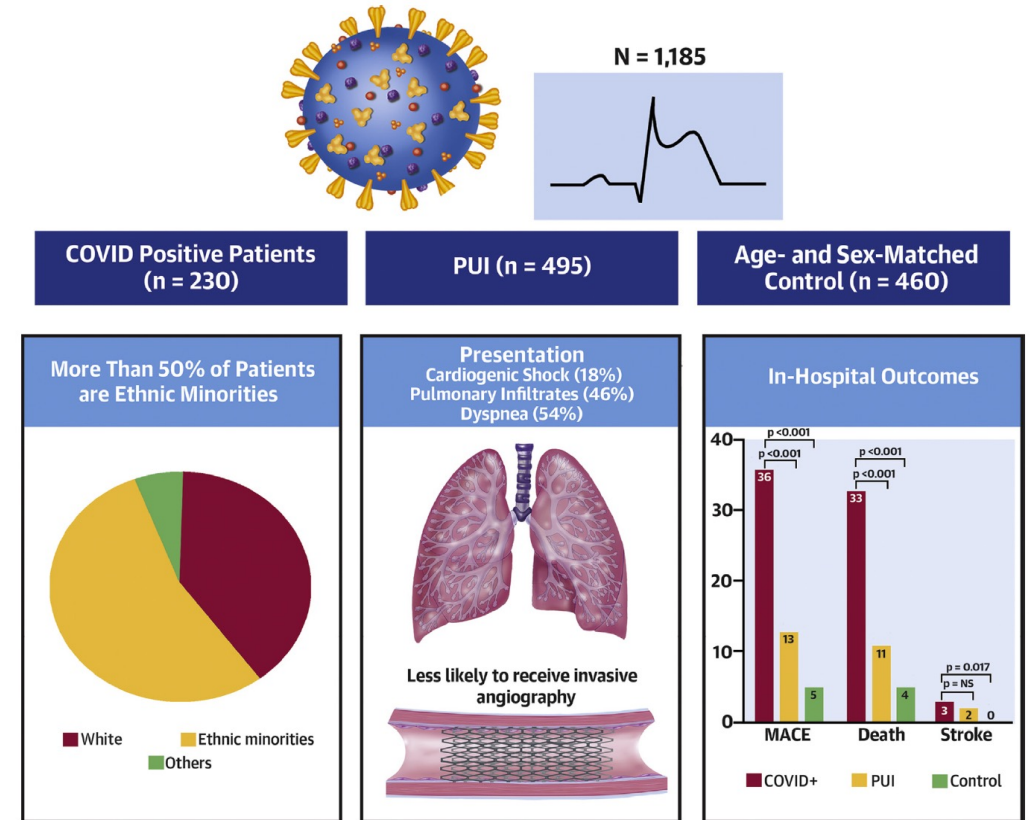 N = 1,185
COVID Positive Patients
(n = 230)
PUI (n = 495)
Age- and Sex-Matched
Control (n = 460)
More Than 50% of Patients
are Ethnic Minorities
White
Ethnic minorities
Others
Presentation
Cardiogenic Shock (18%)
Pulmonary Infiltrates (46%)
Dyspnea (54%)
Less likely to receive invasive
angiography
In-Hospital Outcomes
40
30
20
10
0
p <0.001
p <0.001
36
13
5
MACE
p <0.001
p <0.001
33
11
4
Death
p = 0.017
p = NS
3
2
0
Stroke
COVID+
PUI
Control